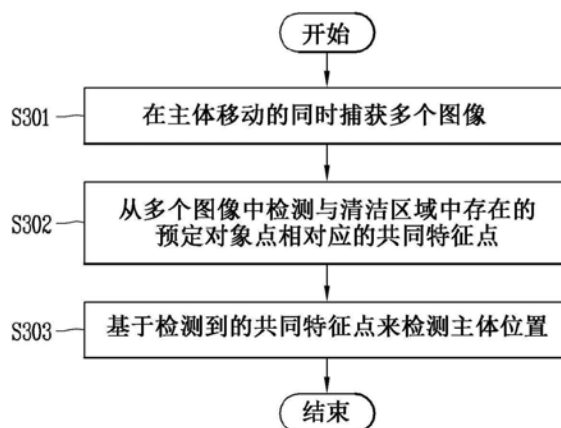 开始
S301
在主体移动的同时捕获多个图像
S302
从多个图像中检测与清洁区域中存在的
预定对象点相对应的共同特征点
S303
基于检测到的共同特征点来检测主体位置
结束